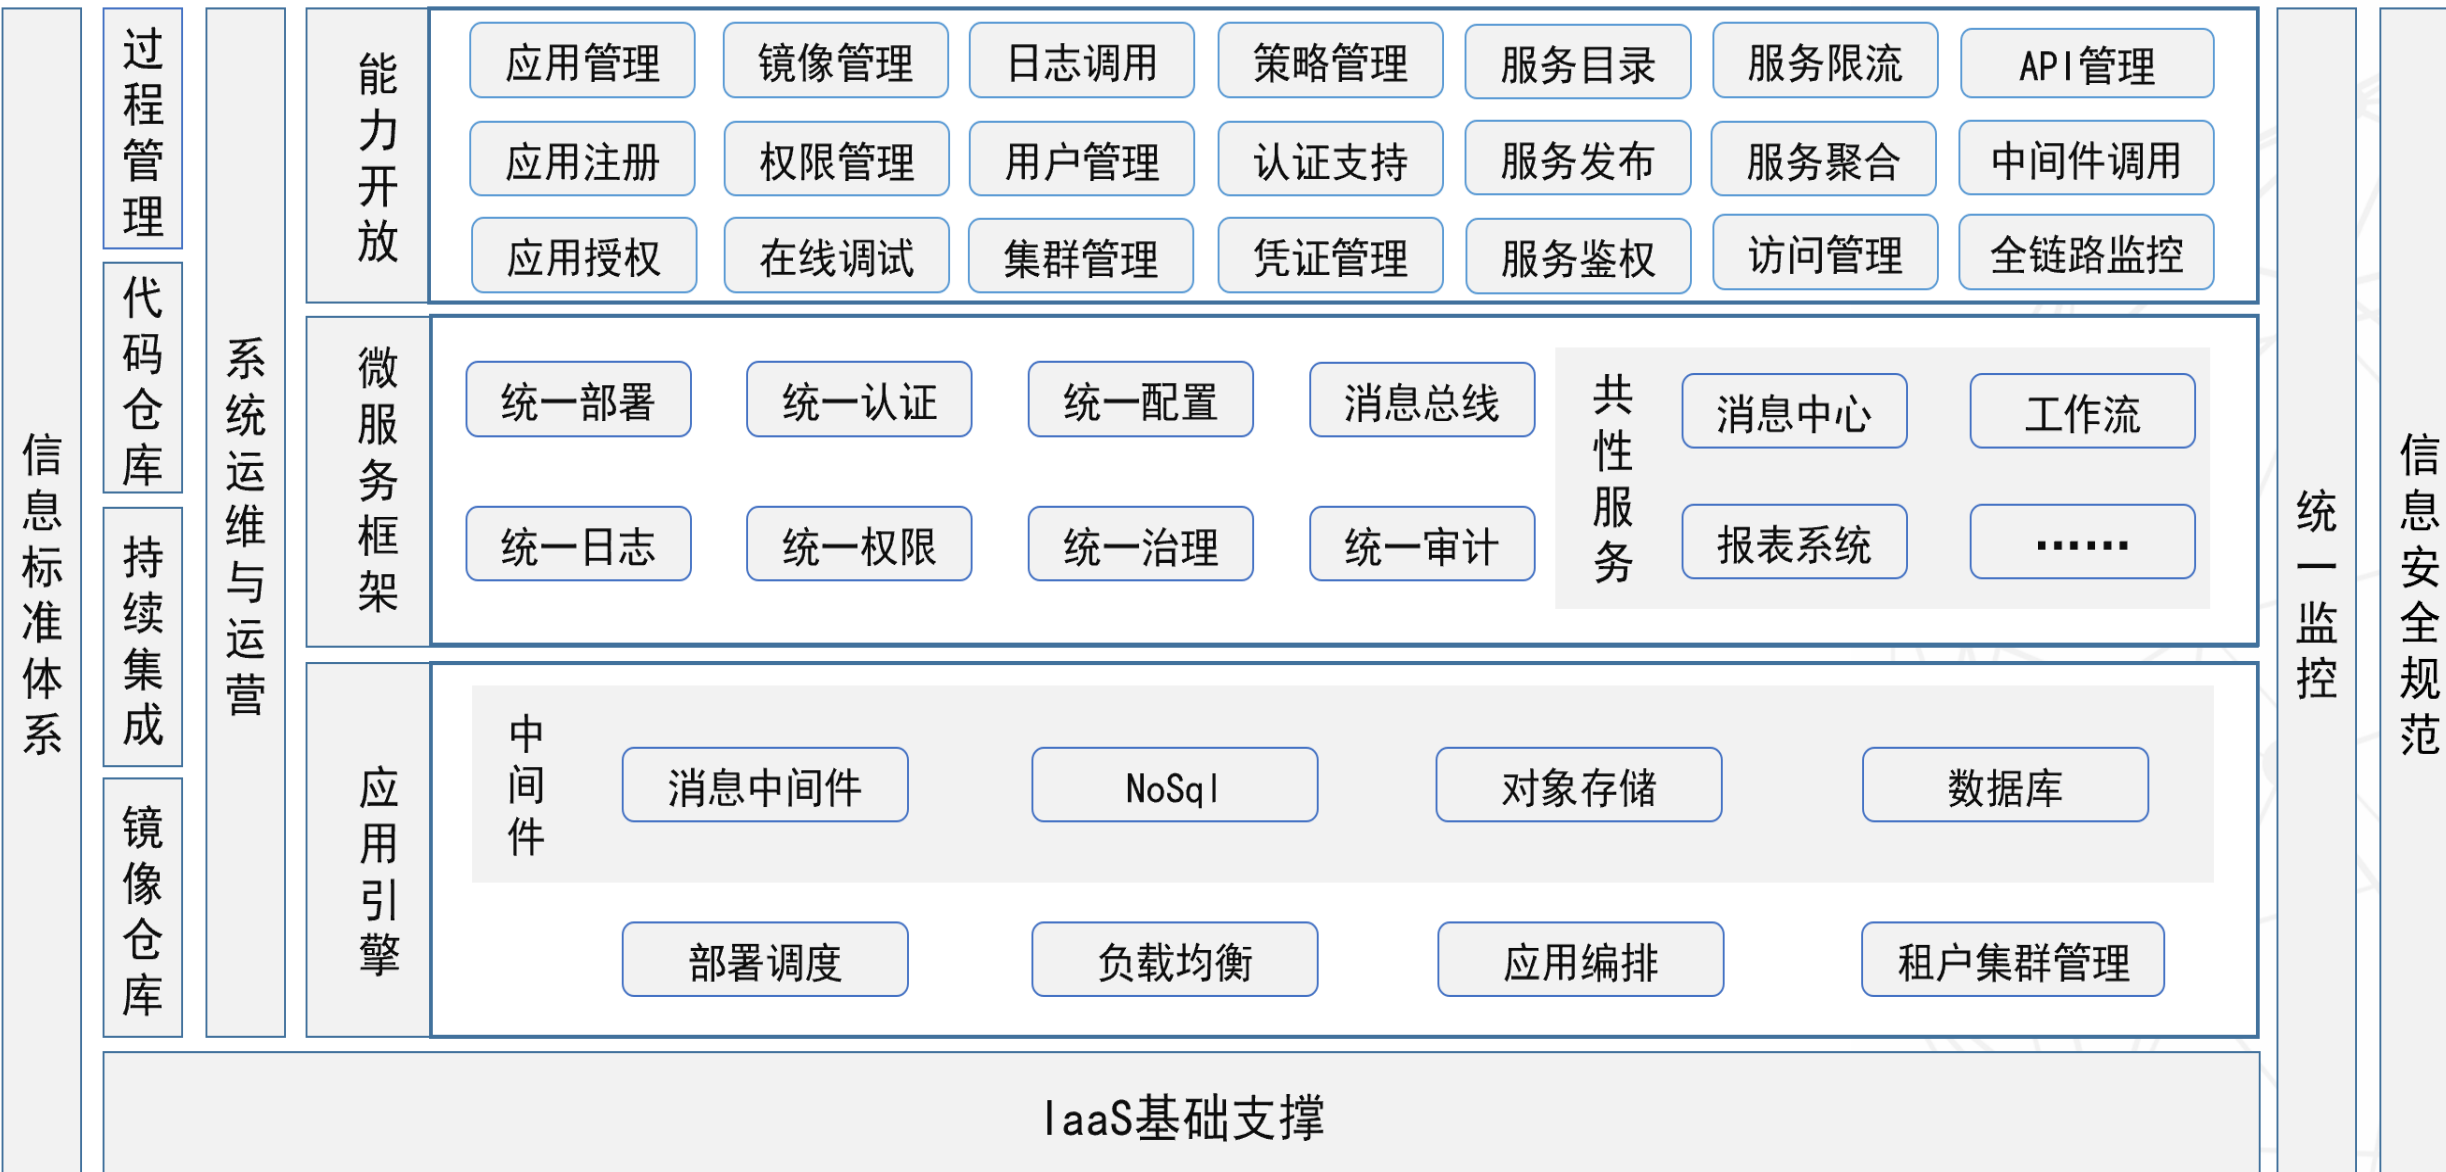 信息标准体系
过程管理
代码仓库
持续集成
镜像仓库
系统运维与运营
能力开放
应用管理
镜像管理
日志调用
策略管理
服务目录
服务限流
API管理
应用注册
权限管理
用户管理
认证支持
服务发布
服务聚合
中间件调用
应用授权
在线调试
集群管理
凭证管理
服务鉴权
访问管理
全链路监控
微服务框架
统一部署
统一认证
统一配置
消息总线
统一日志
统一权限
统一治理
统一审计
共性服务
消息中心
工作流
报表系统
……
应用引擎
中间件
消息中间件
NoSql
对象存储
数据库
部署调度
负载均衡
应用编排
租户集群管理
IaaS基础支撑
统一监控
信息安全规范